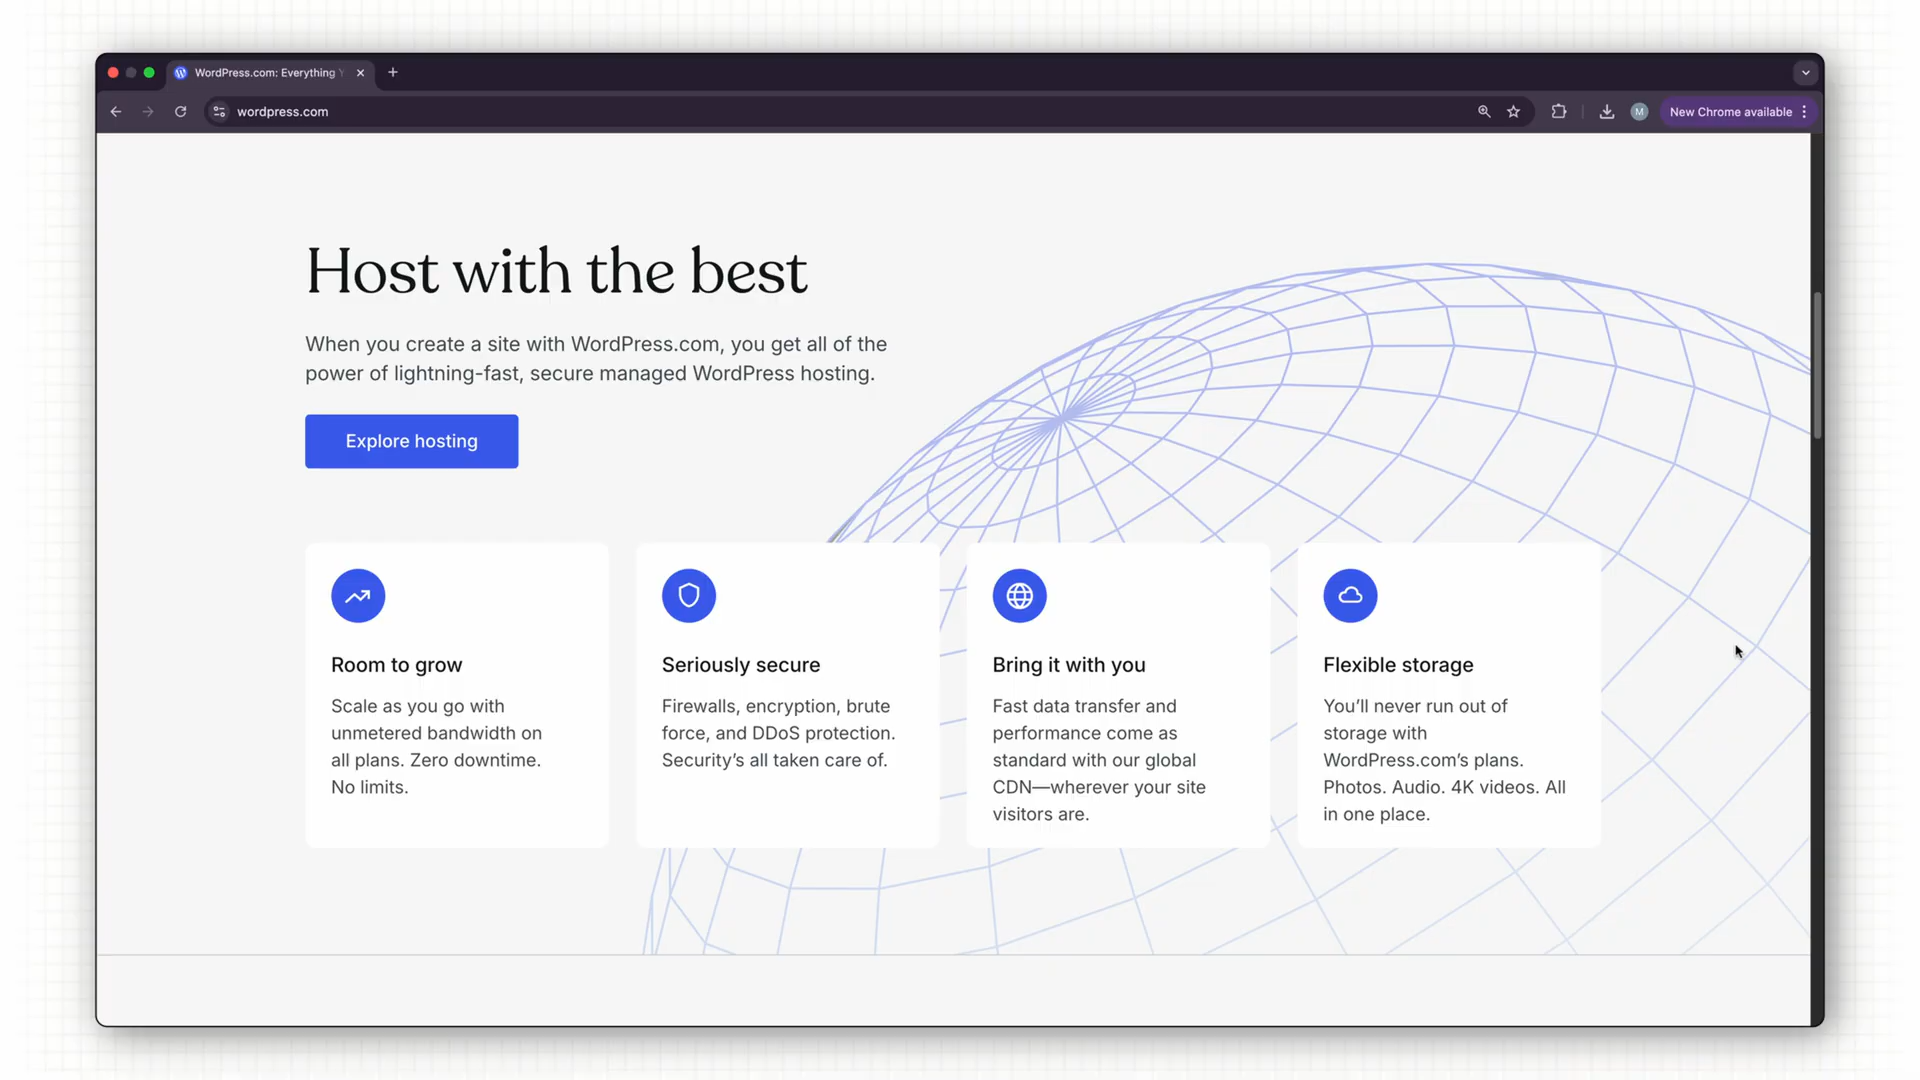 WordPress.com: Everything Y
wordpress.com
M
New Chrome available
Host with the best
When you create a site with WordPress.com, you get all of the
power of lightning-fast, secure managed WordPress hosting.
Explore hosting
Room to grow
Scale as you go with
unmetered bandwidth on
all plans. Zero downtime.
No limits.
Seriously secure
Firewalls, encryption, brute
force, and DDoS protection.
Security’s all taken care of.
Bring it with you
Fast data transfer and
performance come as
standard with our global
CDN—wherever your site
visitors are.
Flexible storage
You’ll never run out of
storage with
WordPress.com’s plans.
Photos. Audio. 4K videos. All
in one place.